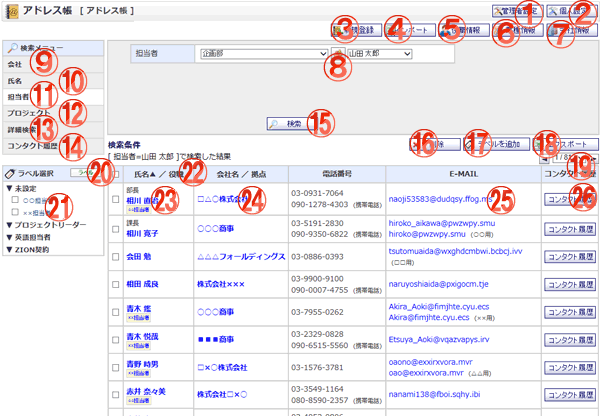 アドレス帳 [ アドレス帳 ]
管理者設定 ① 個人設定 ②
③ 登録 ④ ポート ⑤ 業情報 ⑥ 情報 ⑦ 情報
検索メニュー
会社 ⑨
氏名 ⑩
担当者 ⑪
プロジェクト ⑫
詳細検索 ⑬
コンタクト履歴 ⑭
担当者 企画部 ⑧ 山田 太郎
検索 ⑮
⑯ 除 ⑰ ラベルを追加 ⑱ スポート
検索条件
[ 担当者=山田 太郎 ]で検索した結果
1 / 8 ⑲
ラベル選択 ラベル ⑳
未設定
○○担当者 ㉑
××担当者
プロジェクトリーダー
英語担当者
ZION契約
氏名▲ ／ 役職 ㉒ 会社名 ／ 拠点 電話番号 E-MAIL コンタクト履歴
部長
相川 直 ㉓ □△○株式会社 ㉔ 03-0931-7064 naoji53583@dudqsy.ffog.ms ㉕ コンタクト履歴 ㉖
○○担当者 090-1278-4303 (携帯電話)
課長
相川 寛子 ○○○商事 03-5191-2830 hiroko_aikawa@pwzwpy.smu コンタクト履歴
090-9350-6822 (携帯電話) hiroko@pwzwpy.smu (○○用)
会田 勉 △△△フォールディングス 03-0886-0393 tsutomuaida@wxghdcmbwi.bcbcj.ivv コンタクト履歴
(□□用)
相田 成良 株式会社××× 03-9900-9100 naruyoshiaida@pxigocm.tje コンタクト履歴
090-0007-4755 (携帯電話)
青木 鑑 ○○○商事 03-7955-0262 Akira_Aoki@fimjhte.cyu.ecs コンタクト履歴
××担当者 Akira@fimjhte.cyu.ecs (××用)
青木 悦哉 ■■■商事 03-2329-0828 Etsuya_Aoki@vqazvapys.irv コンタクト履歴
090-6515-5560 (携帯電話)
青野 時男 □×○株式会社 03-1576-3781 oaono@exxirxvora.mvr コンタクト履歴
××担当者 oao@exxirxvora.mvr (△△用)
赤井 奈々美 株式会社□×○ 03-3549-1164 nanami138@fboi.sqhy.ibi コンタクト履歴
○○担当者 080-8590-2357 (携帯電話)